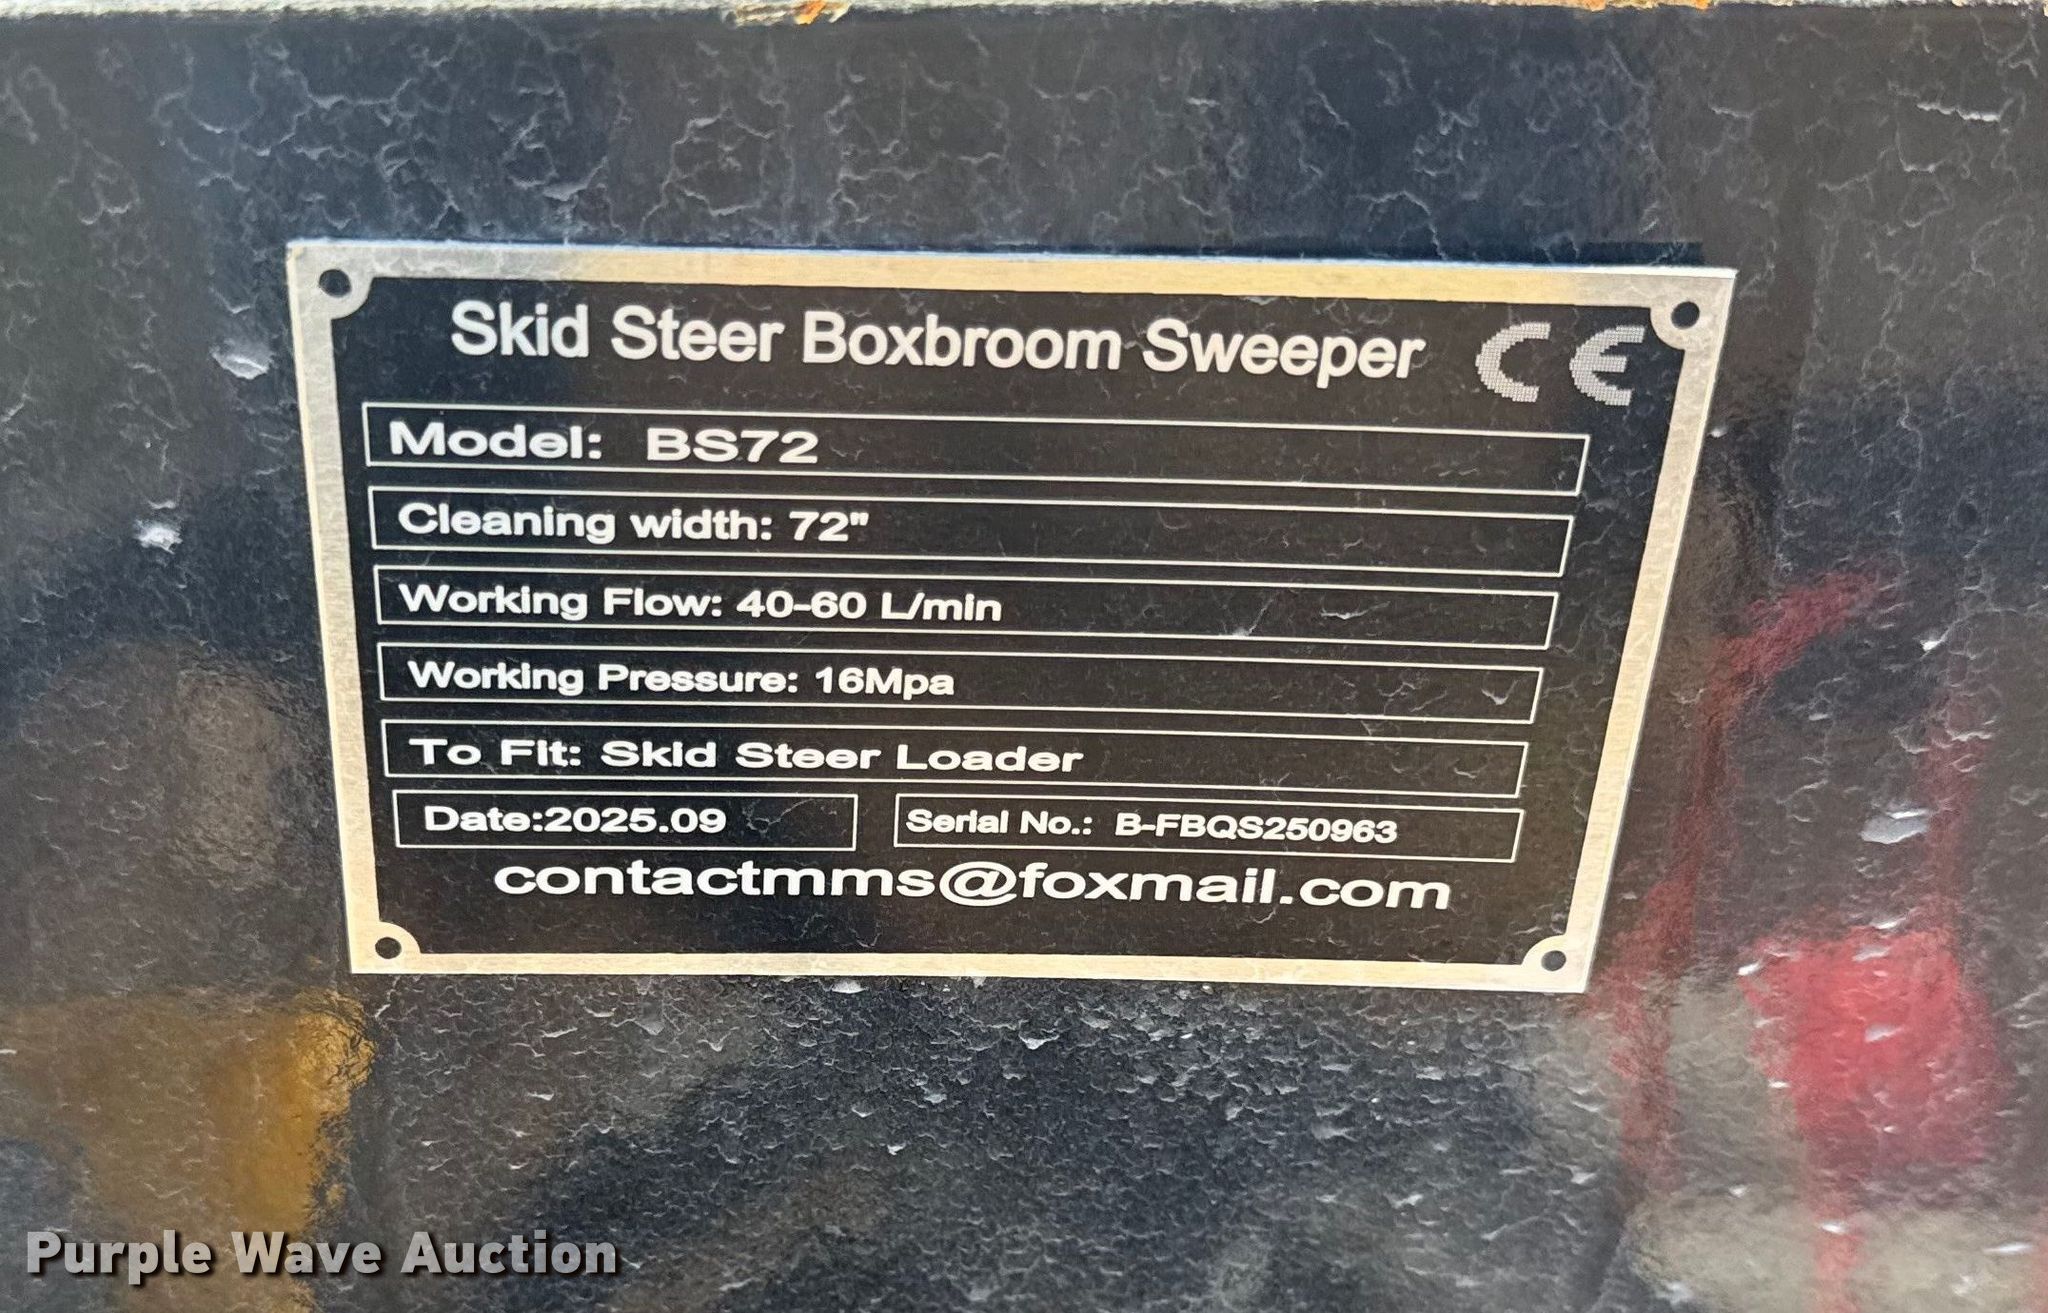 Skid Steer Boxbroom Sweeper CE
Model: BS72
Cleaning width: 72"
Working Flow: 40-60 L/min
Working Pressure: 16Mpa
To Fit: Skid Steer Loader
Date:2025.09 Serial No.: B-FBQS250963
contactmms@foxmail.com
Purple Wave Auction